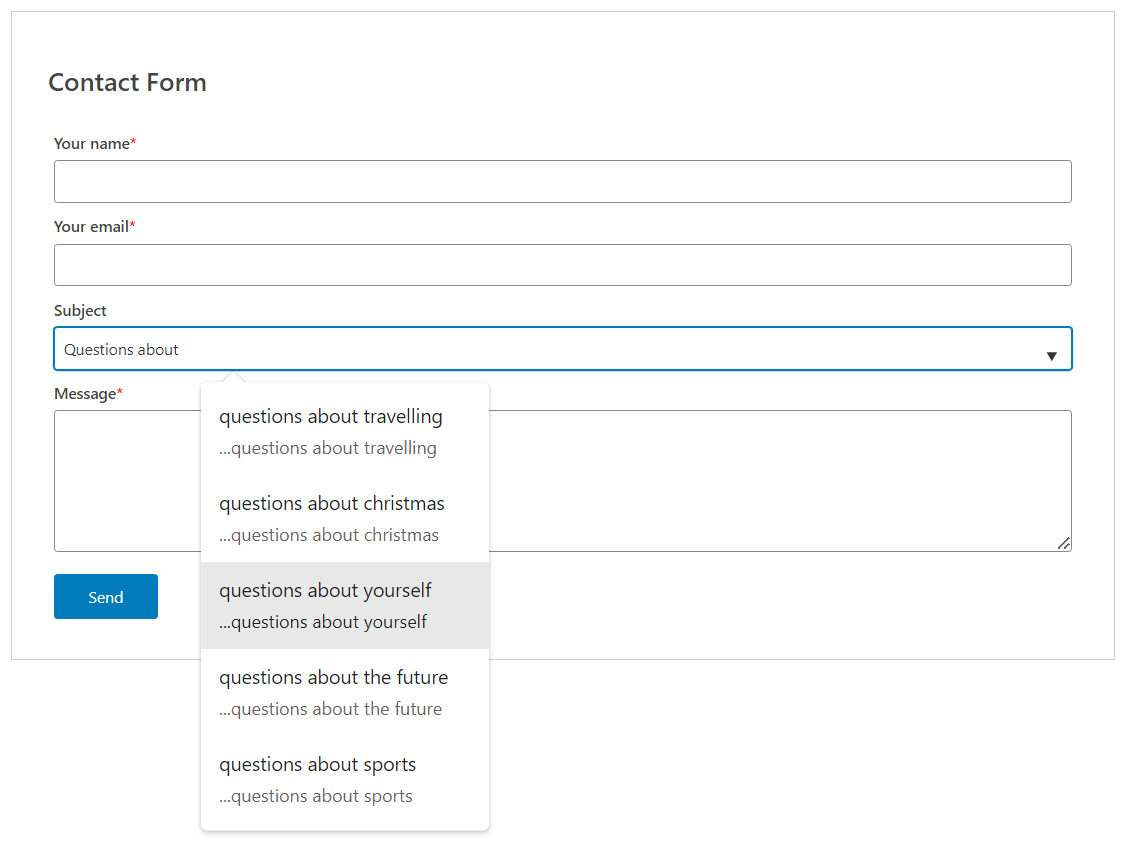 Contact Form
Your name*
Your email*
Subject
Questions about
Message*
questions about travelling
...questions about travelling
questions about christmas
...questions about christmas
questions about yourself
...questions about yourself
questions about the future
...questions about the future
questions about sports
...questions about sports
Send